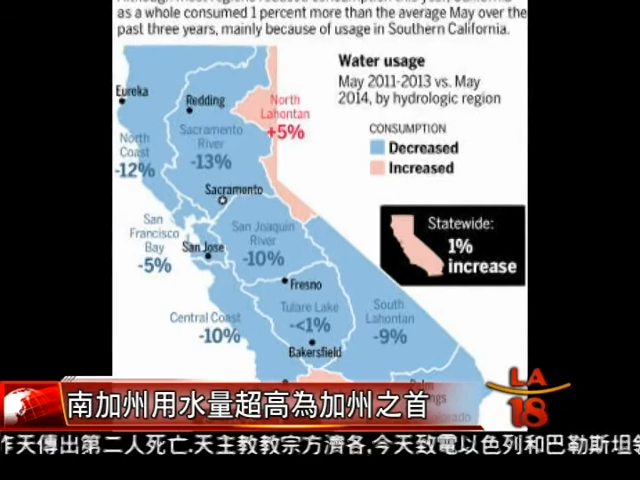 as a whole consumed 1 percent more than the average May over the
past three years, mainly because of usage in Southern California.
Water usage
May 2011-2013 vs. May
2014, by hydrologic region
CONSUMPTION
Decreased
Increased
Eureka
Redding
North
Lahontan
+5%
North
Coast
-12%
Sacramento
River
-13%
Sacramento
San
Francisco
Bay
-5%
San Jose
San Joaquin
River
-10%
Statewide:
1%
increase
Fresno
Central Coast
-10%
Tulare Lake
-<1%
South
Lahontan
-9%
Bakersfield
LA
18
南加州用水量超高為加州之首
昨天傳出第二人死亡.天主教教宗方濟各,今天致電以色列和巴勒斯坦